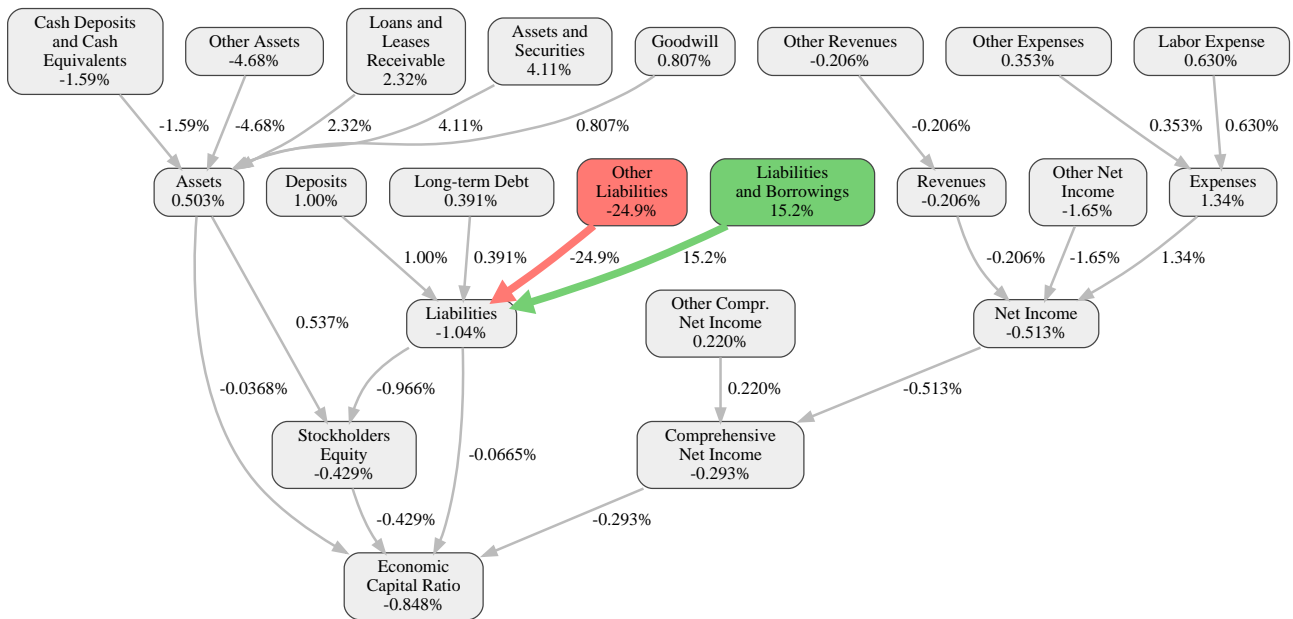 Cash Deposits
and Cash
Equivalents
-1.59%
Other Assets
-4.68%
Loans and
Leases
Receivable
2.32%
Assets and
Securities
4.11%
Goodwill
0.807%
Other Revenues
-0.206%
Other Expenses
0.353%
Labor Expense
0.630%
-1.59%
-4.68%
2.32%
4.11%
0.807%
-0.206%
0.353%
0.630%
Assets
0.503%
Deposits
1.00%
Long-term Debt
0.391%
Other
Liabilities
-24.9%
Liabilities
and Borrowings
15.2%
Revenues
-0.206%
Other Net
Income
-1.65%
Expenses
1.34%
1.00%
0.391%
-24.9%
15.2%
-0.206%
-1.65%
1.34%
Liabilities
-1.04%
Other Compr.
Net Income
0.220%
Net Income
-0.513%
0.537%
-0.0368%
-0.966%
0.220%
-0.513%
Stockholders
Equity
-0.429%
-0.0665%
Comprehensive
Net Income
-0.293%
-0.429%
-0.293%
Economic
Capital Ratio
-0.848%